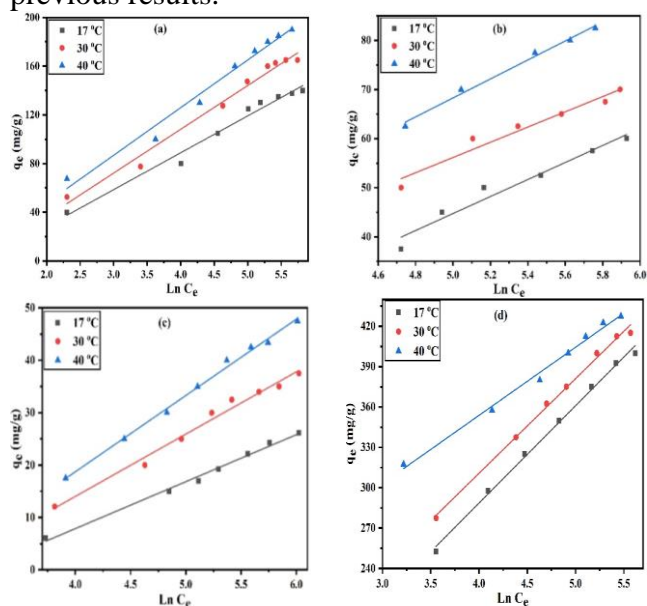 previous results.
(a)
17 °C
30 °C
40 °C
qe (mg/g)
200
160
120
80
40
0
2.0 2.5 3.0 3.5 4.0 4.5 5.0 5.5
Ln Ce
(b)
17 °C
30 °C
40 °C
qe (mg/g)
80
70
60
50
40
4.6 4.8 5.0 5.2 5.4 5.6 5.8 6.0
Ln Ce
(c)
17 °C
30 °C
40 °C
qe (mg/g)
50
40
30
20
10
0
4.0 4.5 5.0 5.5 6.0
Ln Ce
(d)
17 °C
30 °C
40 °C
qe (mg/g)
420
390
360
330
300
270
240
3.0 3.5 4.0 4.5 5.0 5.5
Ln Ce